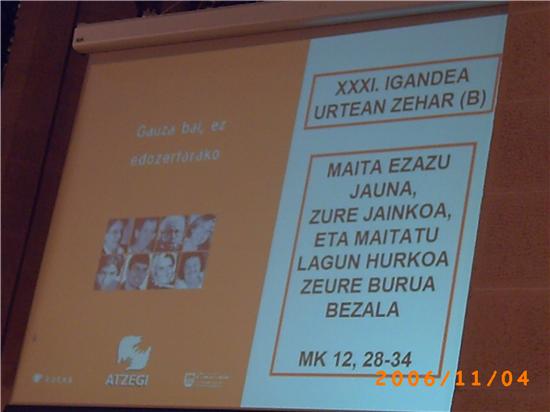 Gauza bai, ez
edozertarako
kutxa
ATZEGI
XXXI. IGANDEA
URTEAN ZEHAR (B)
MAITA EZAZU
JAUNA,
ZURE JAINKOA,
ETA MAITATU
LAGUN HURKOA
ZEURE BURUA
BEZALA
MK 12, 28-34
2006/11/04